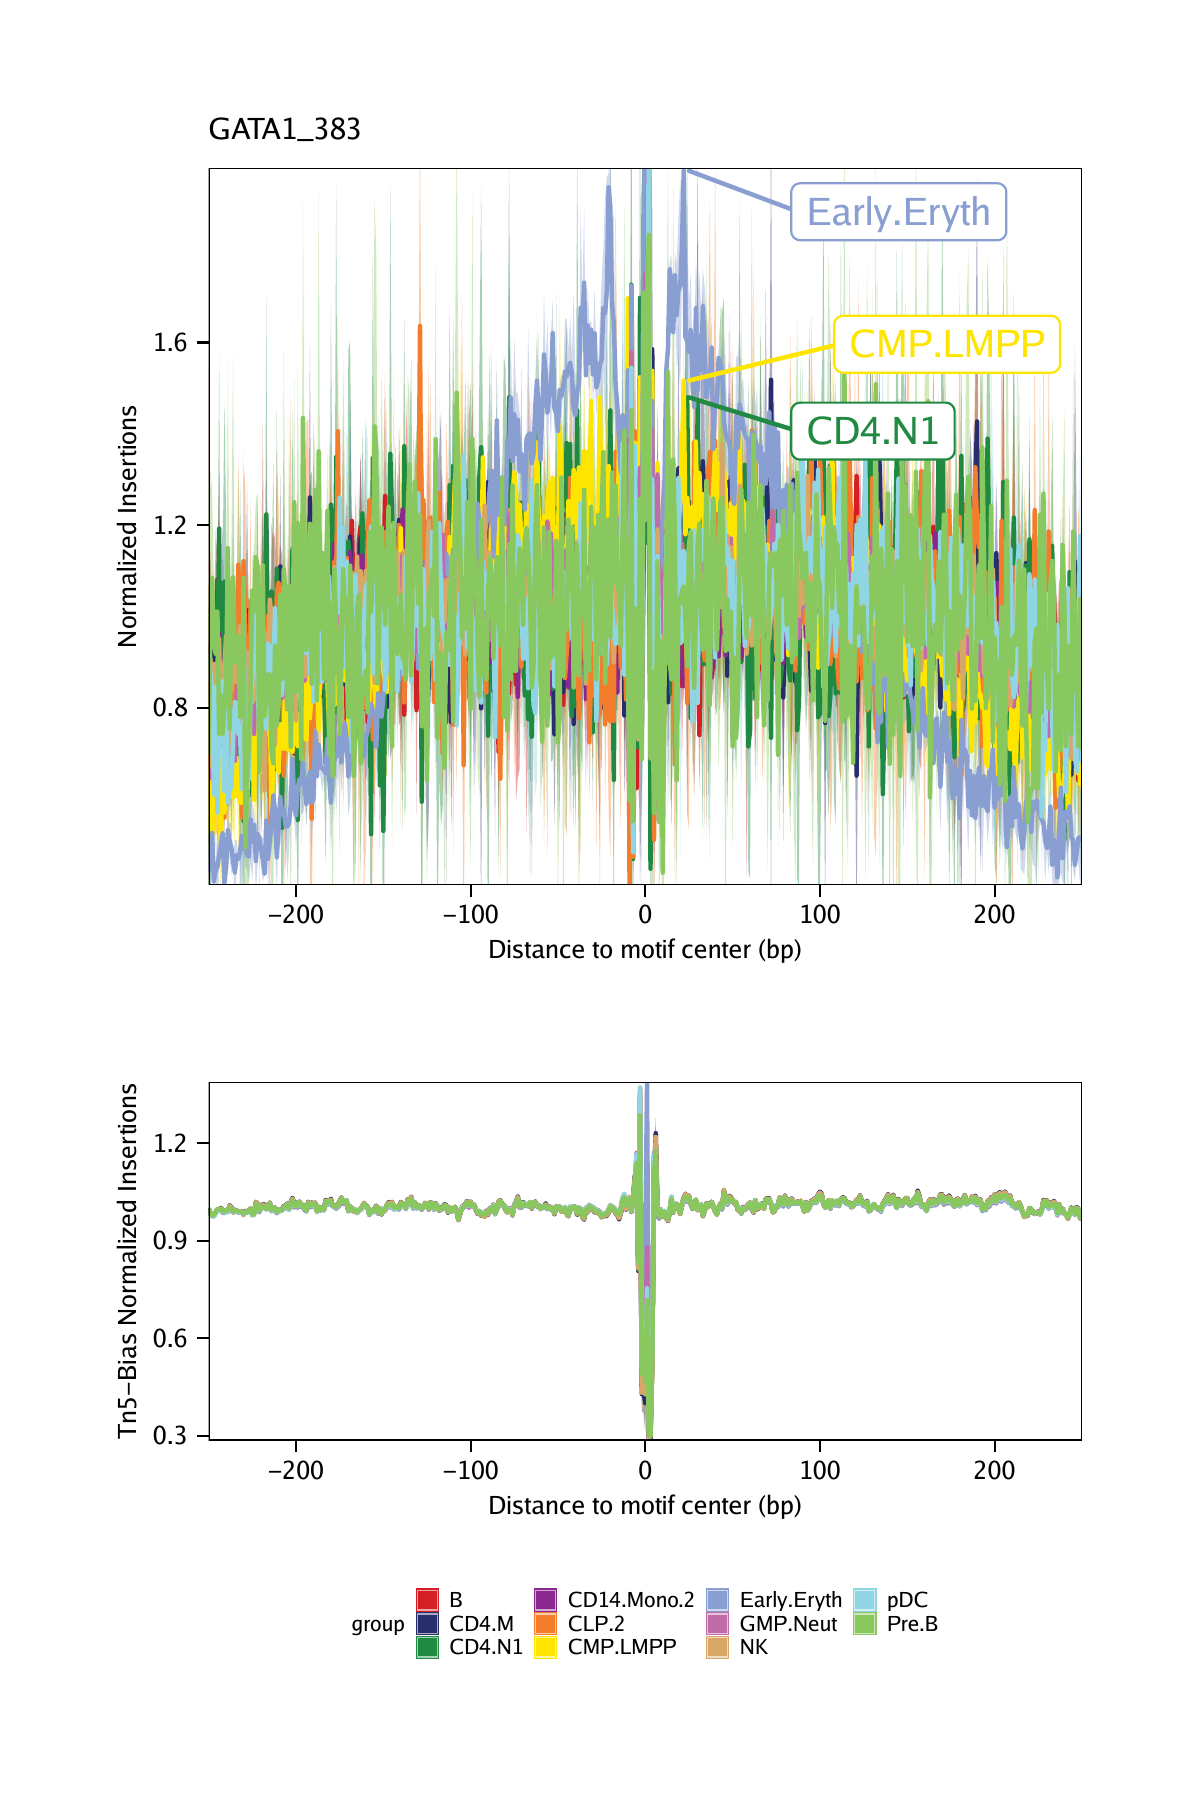 GATA1_383
Early.Eryth
CMP.LMPP
CD4.N1
Normalized Insertions
1.6
1.2
0.8
−200 −100 0 100 200
Distance to motif center (bp)
Tn5−Bias Normalized Insertions
1.2
0.9
0.6
0.3
−200 −100 0 100 200
Distance to motif center (bp)
B CD14.Mono.2 Early.Eryth pDC
group CD4.M CLP.2 GMP.Neut Pre.B
CD4.N1 CMP.LMPP NK